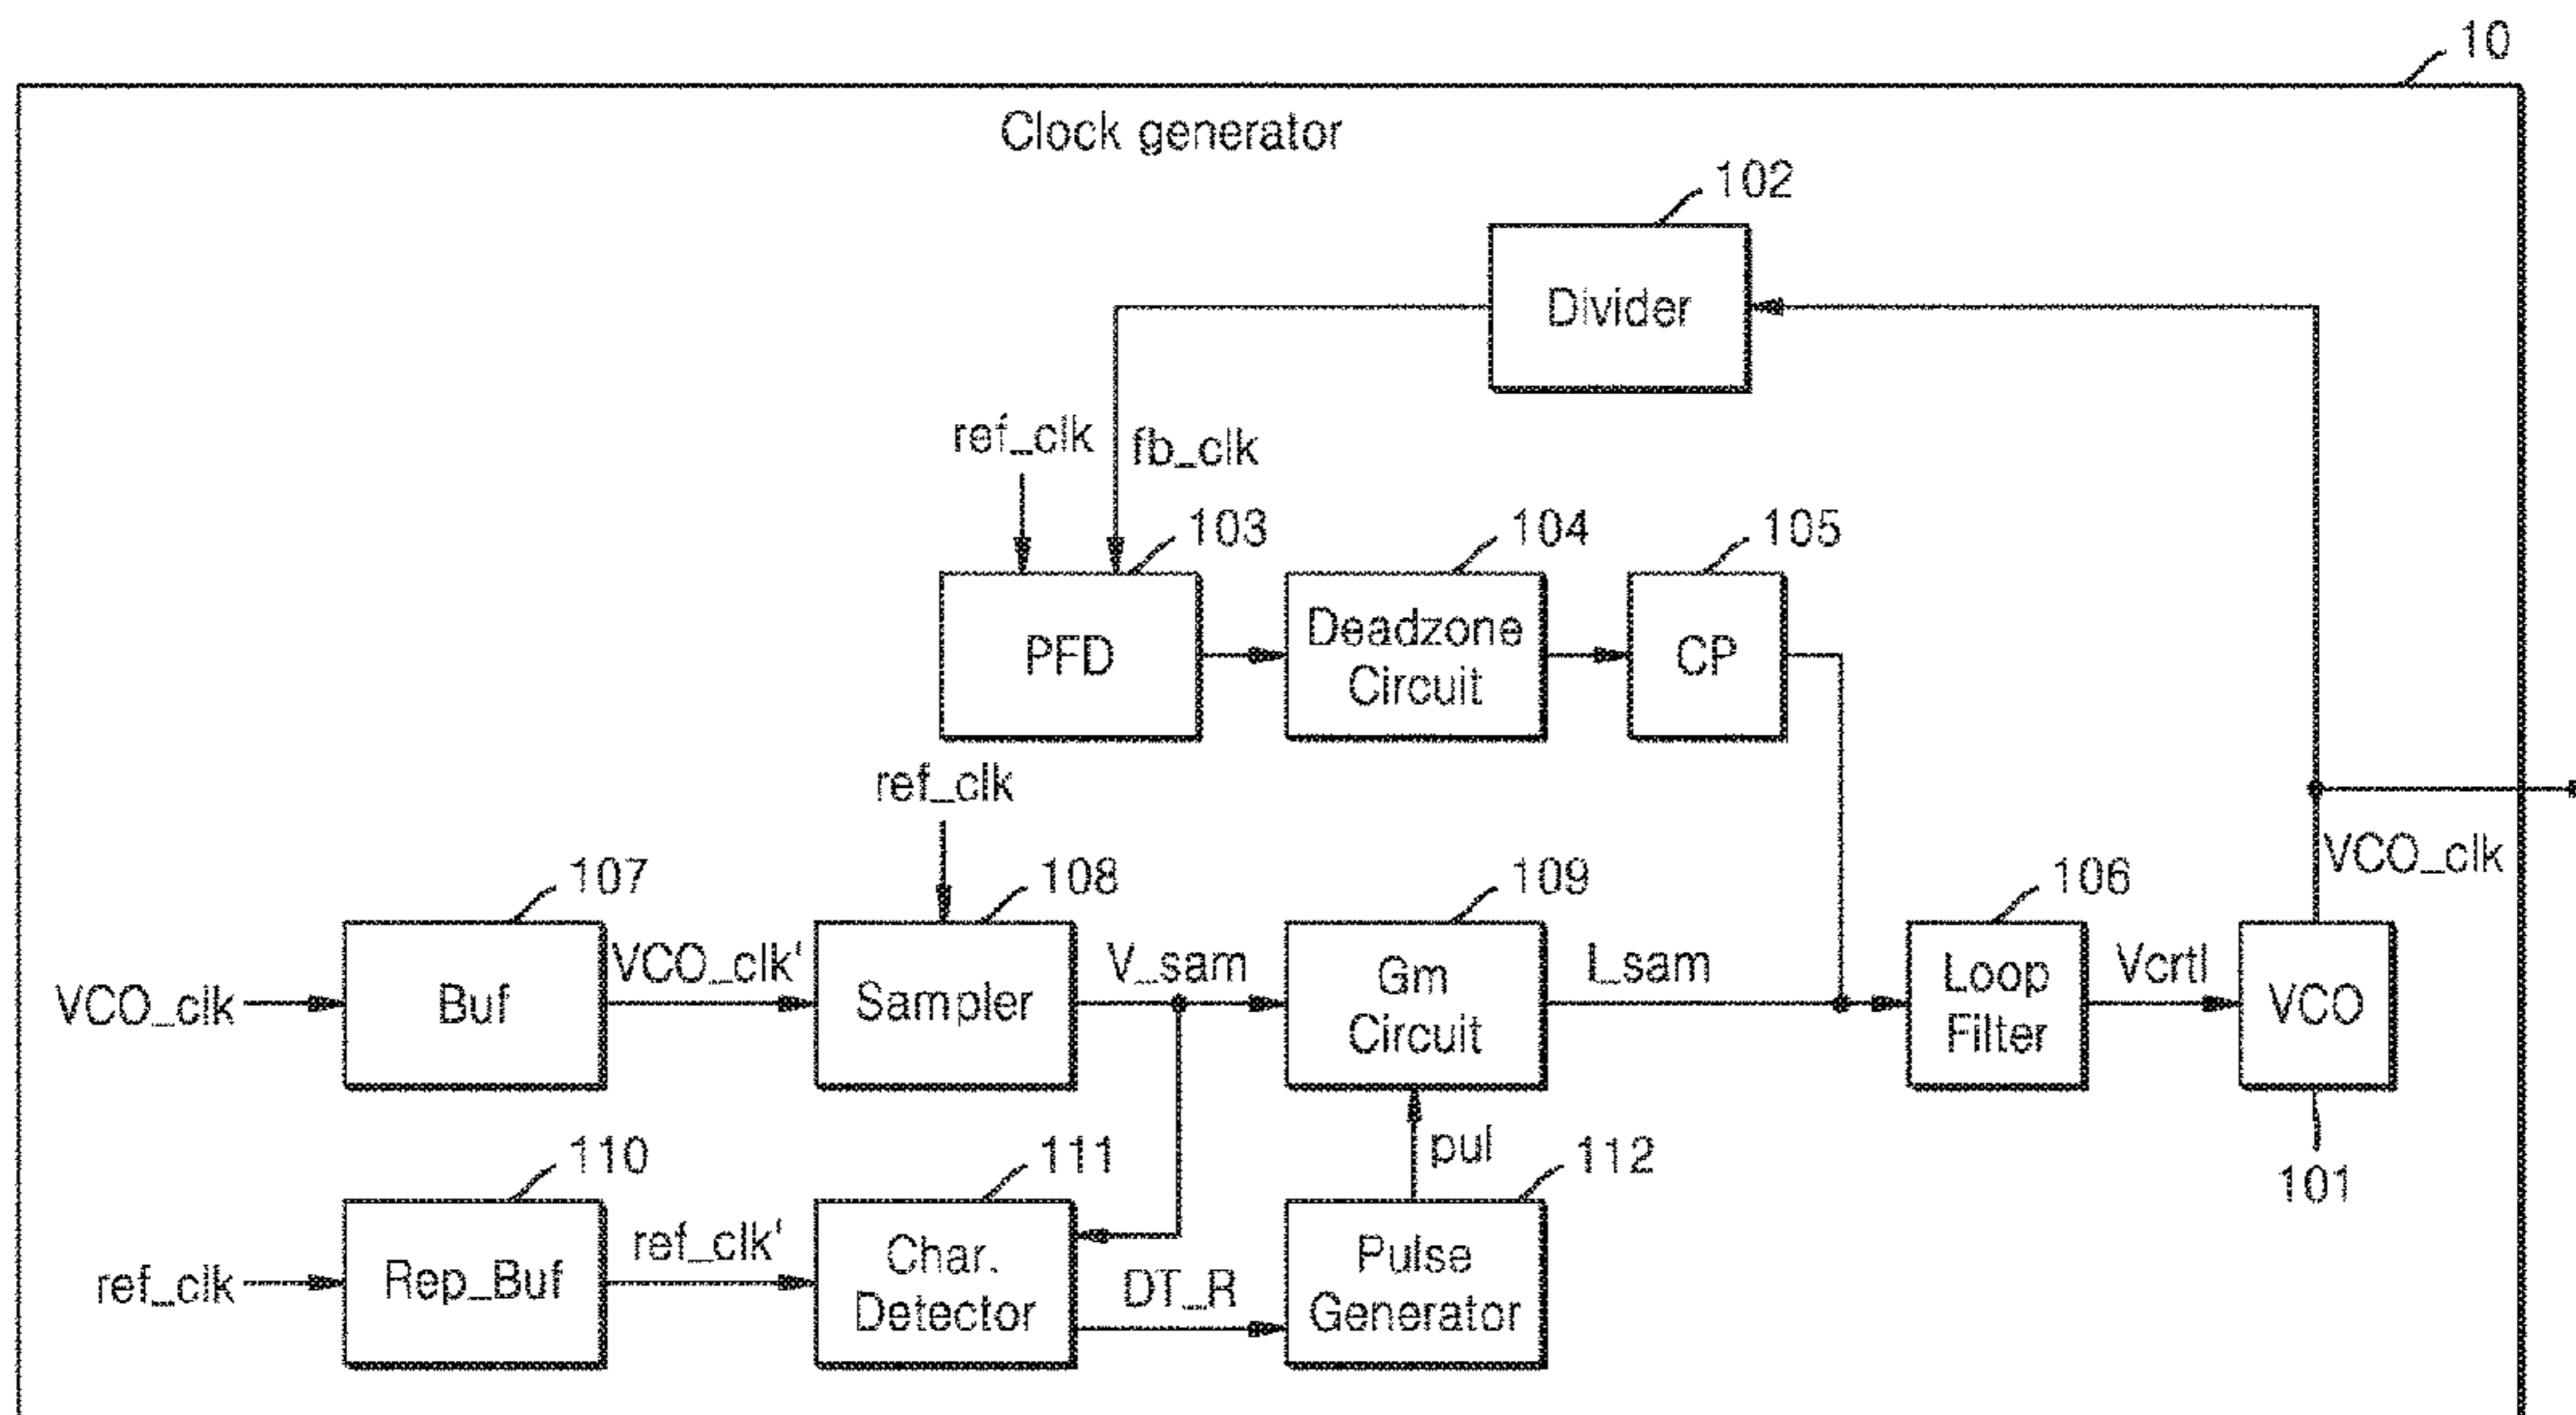 10
Clock generator
102
Divider
ref_clk
fb_clk
103
104
105
PFD
Deadzone
Circuit
CP
ref_clk
VCO_clk
107
108
109
106
VCO_clk
Buf
VCO_clk'
Sampler
V_sam
Gm
Circuit
I_sam
Loop
Filter
Vcrtl
VCO
110
111
pul
112
101
ref_clk
Rep_Buf
ref_clk'
Char.
Detector
DT_R
Pulse
Generator